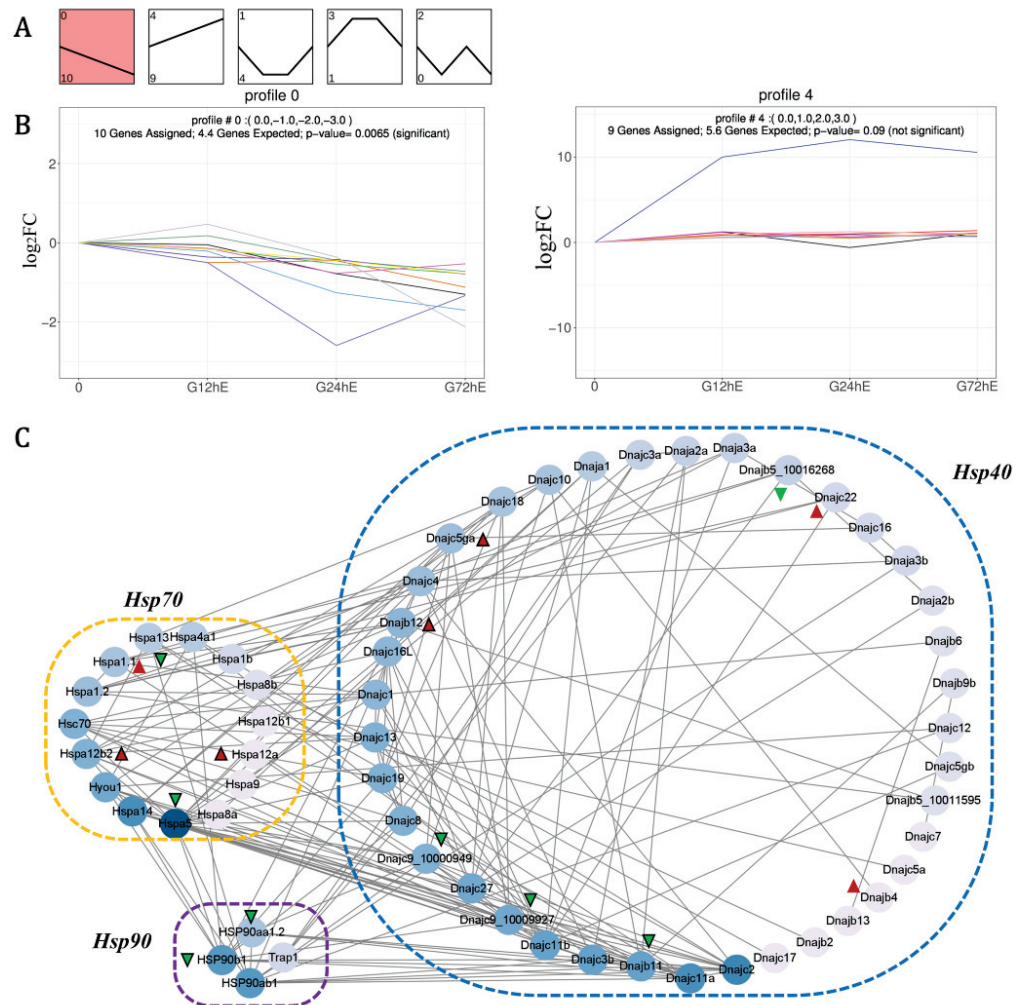 A
0
10
4
9
1
4
3
1
2
0
B
profile 0
profile # 0 :( 0.0,−1.0,−2.0,−3.0 )
10 Genes Assigned; 4.4 Genes Expected; p-value= 0.0065 (significant)
log2FC
2
0
−2
0
G12hE
G24hE
G72hE
profile 4
profile # 4 :( 0.0,1.0,2.0,3.0 )
9 Genes Assigned; 5.6 Genes Expected; p-value= 0.09 (not significant)
log2FC
10
0
−10
0
G12hE
G24hE
G72hE
C
Hsp70
Hspa13
Hspa4a1
Hspa1.1
Hspa1b
Hspa1.2
Hspa8b
Hsc70
Hspa12b1
Hspa12b2
Hspa12a
Hyou1
Hspa9
Hspa14
Hspa5
Hspa8a
Hsp90
HSP90aa1.2
HSP90b1
Trap1
HSP90ab1
Hsp40
Dnajc3a
Dnaja2a
Dnaja3a
Dnaja1
Dnajb5_10016268
Dnajc10
Dnajc22
Dnajc18
Dnajc16
Dnajc5ga
Dnaja3b
Dnajc4
Dnaja2b
Dnajb12
Dnajb6
Dnajc16L
Dnajb9b
Dnajc1
Dnajc12
Dnajc13
Dnajc5gb
Dnajc19
Dnajb5_10011595
Dnajc8
Dnajc7
Dnajc9_10000949
Dnajc5a
Dnajc27
Dnajb4
Dnajc9_10009927
Dnajb13
Dnajc11b
Dnajb2
Dnajc3b
Dnajc17
Dnajb11
Dnajc2
Dnajc11a